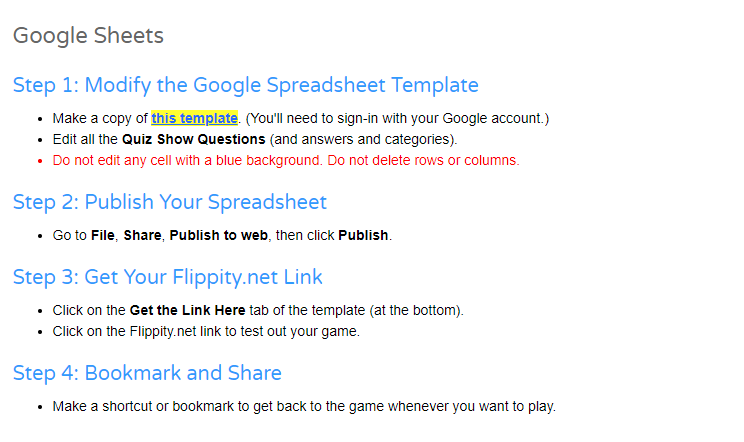 Google Sheets
Step 1: Modify the Google Spreadsheet Template
• Make a copy of this template. (You'll need to sign-in with your Google account.)
• Edit all the Quiz Show Questions (and answers and categories).
• Do not edit any cell with a blue background. Do not delete rows or columns.
Step 2: Publish Your Spreadsheet
• Go to File, Share, Publish to web, then click Publish.
Step 3: Get Your Flippity.net Link
• Click on the Get the Link Here tab of the template (at the bottom).
• Click on the Flippity.net link to test out your game.
Step 4: Bookmark and Share
• Make a shortcut or bookmark to get back to the game whenever you want to play.